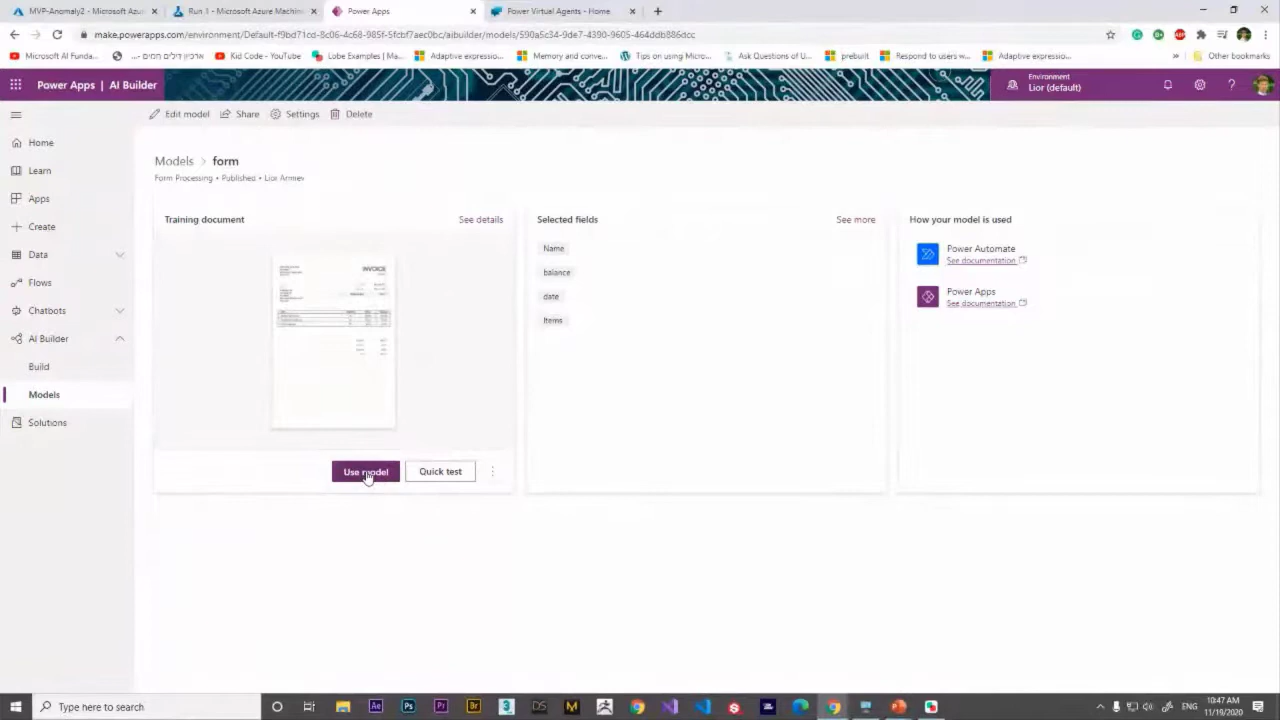 MVP-Anomaly2 - Microsoft Azu
Run 1 - Microsoft Azure Machin
Power Apps
Power Virtual Agents - Home
make.powerapps.com/environment/Default-f9bd71cd-8c06-4c68-985f-5fcbf7aec0bc/aibuilder/models/590a5c34-9de7-4390-9605-464ddb886dcc
Microsoft M Funda...
Kid Code - YouTube
Lobe Examples | Ma...
Adaptive expressio...
Memory and conve...
Tips on using Micro...
Ask Questions of U...
prebuilt
Respond to users w...
Adaptive expressio...
»
Other bookmarks
Power Apps | AI Builder
Environment
Lior (default)
Edit model
Share
Settings
Delete
Home
Learn
Apps
Create
Data
Flows
Chatbots
AI Builder
Build
Models
Solutions
Models > form
Form Processing • Published • Lior Armiev
Training document
See details
INVOICE
Use model
Quick test
Selected fields
See more
Name
balance
date
Items
How your model is used
Power Automate
See documentation
Power Apps
See documentation
Type here to search
Ae
Ps
Pr
Br
3
DS
M
ENG
10:47 AM
11/19/2020